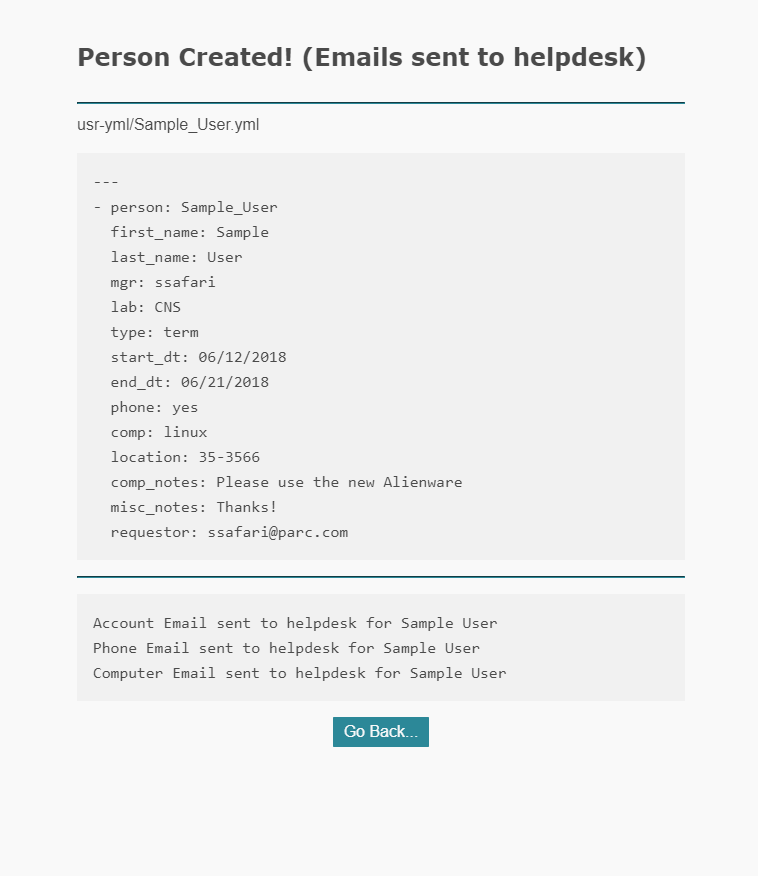 Person Created! (Emails sent to helpdesk)
usr-yml/Sample_User.yml
---
- person: Sample_User
  first_name: Sample
  last_name: User
  mgr: ssafari
  lab: CNS
  type: term
  start_dt: 06/12/2018
  end_dt: 06/21/2018
  phone: yes
  comp: linux
  location: 35-3566
  comp_notes: Please use the new Alienware
  misc_notes: Thanks!
  requestor: ssafari@parc.com
Account Email sent to helpdesk for Sample User
Phone Email sent to helpdesk for Sample User
Computer Email sent to helpdesk for Sample User
Go Back...